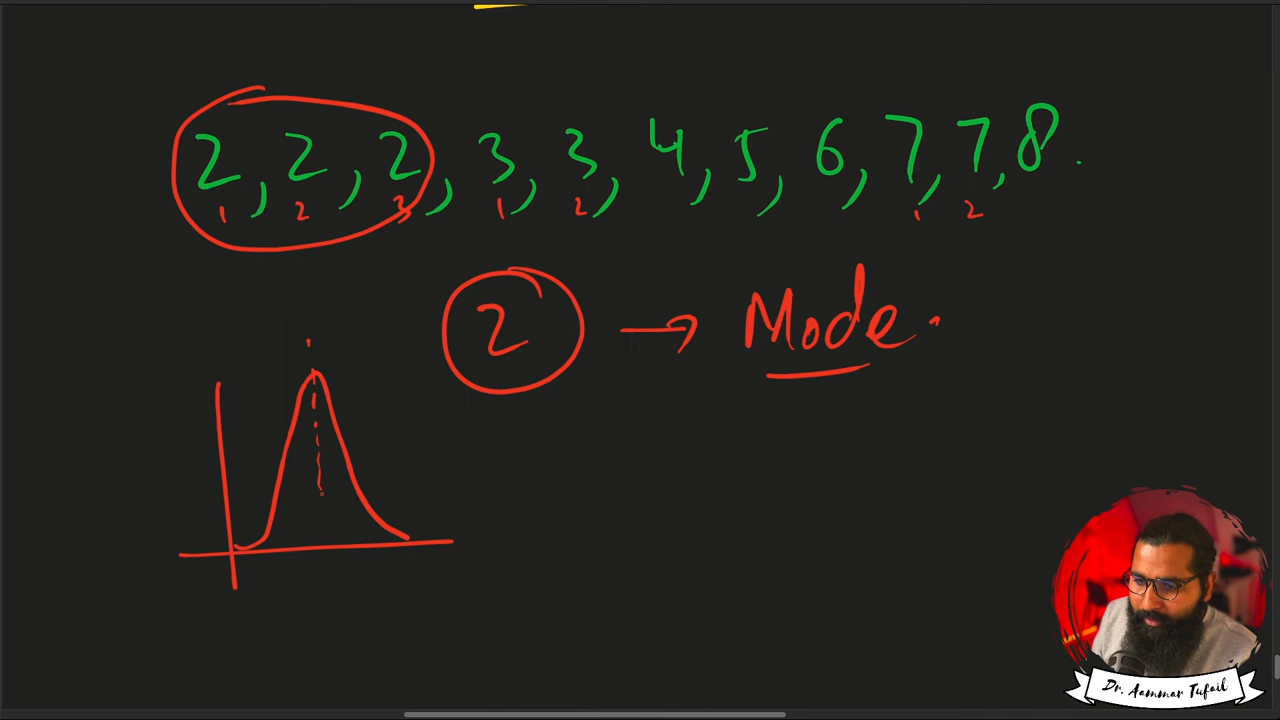 2, 2, 2, 3, 3, 4, 5, 6, 7, 7, 8.
1 2 3 1 2 1 2
2 → Mode.
Dr. Aammar Tufail